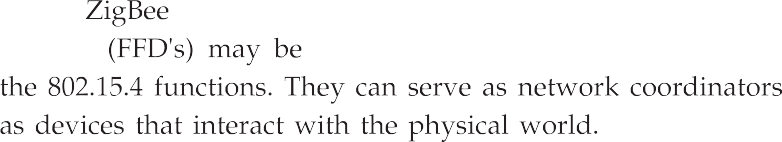 ZigBee
(FFD's) may be
the 802.15.4 functions. They can serve as network coordinators
as devices that interact with the physical world.